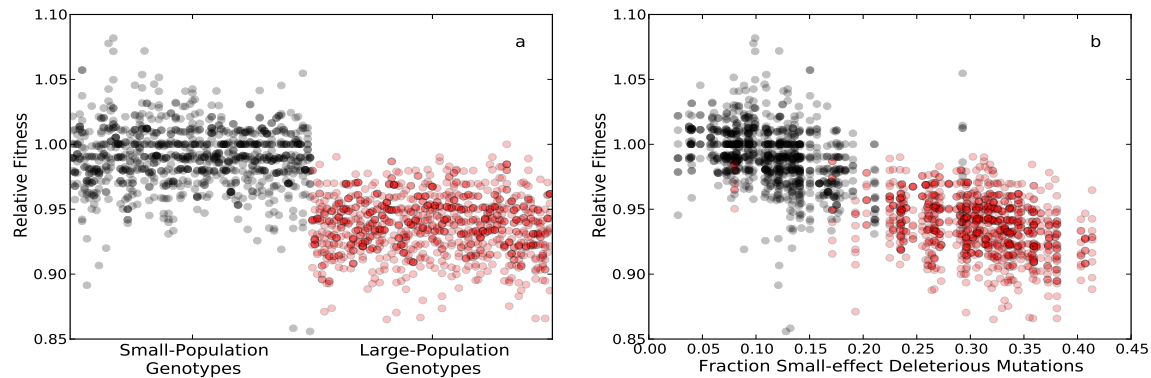 1.10
a
1.05
1.00
0.95
0.90
0.85
Relative Fitness
Small-Population
Genotypes
Large-Population
Genotypes
1.10
b
1.05
1.00
0.95
0.90
0.85
Relative Fitness
0.00 0.05 0.10 0.15 0.20 0.25 0.30 0.35 0.40 0.45
Fraction Small-effect Deleterious Mutations